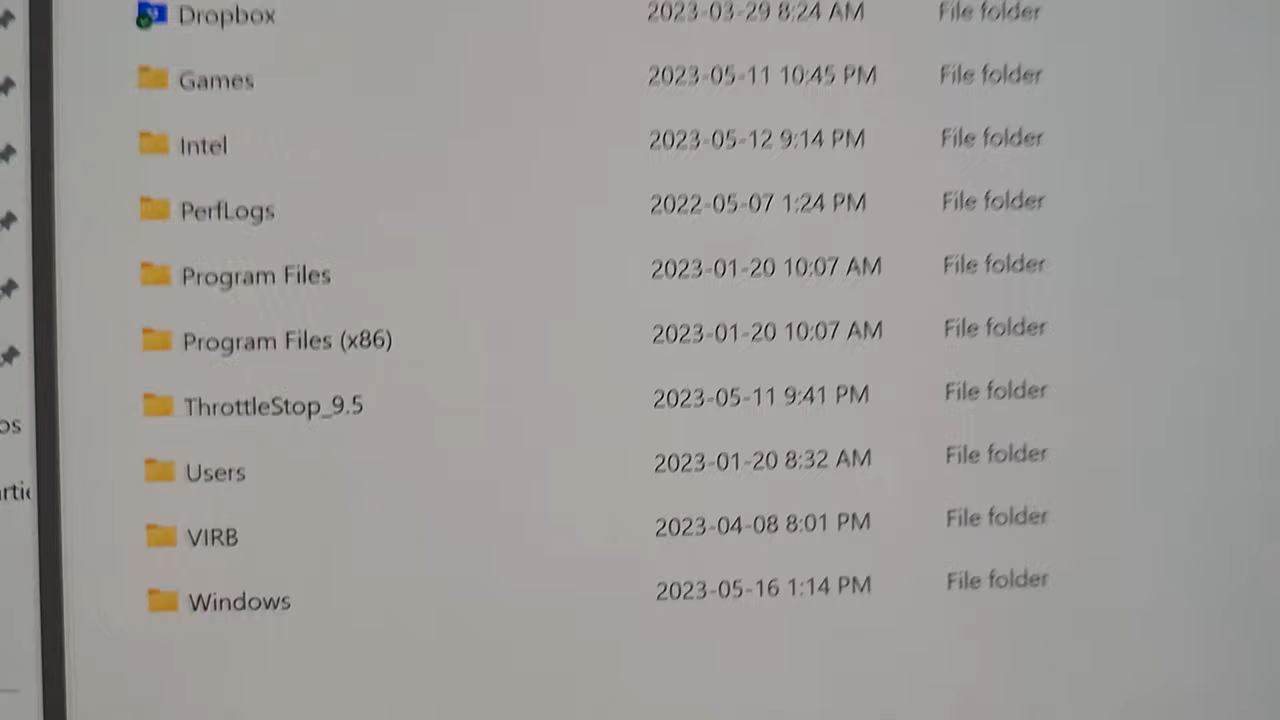 Dropbox 2023-03-29 8:24 AM File folder
Games 2023-05-11 10:45 PM File folder
Intel 2023-05-12 9:14 PM File folder
PerfLogs 2022-05-07 1:24 PM File folder
Program Files 2023-01-20 10:07 AM File folder
Program Files (x86) 2023-01-20 10:07 AM File folder
ThrottleStop_9.5 2023-05-11 9:41 PM File folder
os
Users 2023-01-20 8:32 AM File folder
VIRB 2023-04-08 8:01 PM File folder
Windows 2023-05-16 1:14 PM File folder